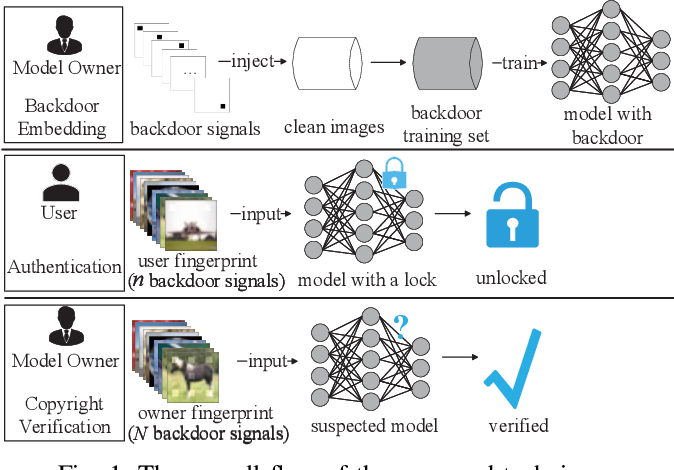 Model Owner
Backdoor
Embedding
...
backdoor signals
inject
clean images
backdoor
training set
train
model with
backdoor
User
Authentication
user fingerprint
(n backdoor signals)
input
model with a lock
unlocked
Model Owner
Copyright
Verification
owner fingerprint
(N backdoor signals)
input
?
suspected model
verified